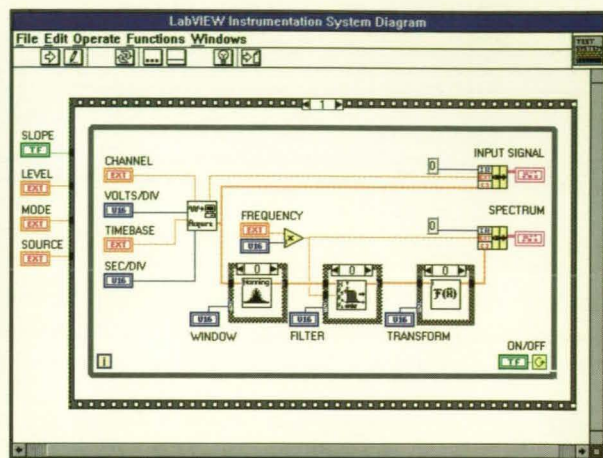 LabVIEW Instrumentation System Diagram
File Edit Operate Functions Windows
TEST
1
SLOPE
TF
LEVEL
EXT
MODE
EXT
SOURCE
EXT
CHANNEL
EXT
VOLTS/DIV
U16
TIMEBASE
EXT
SEC/DIV
U16
Acquire
FREQUENCY
EXT
U16
x
0
INPUT SIGNAL
0
SPECTRUM
0
Hanning
U16
WINDOW
0
U16
FILTER
0
F{H}
U16
TRANSFORM
ON/OFF
TF
i